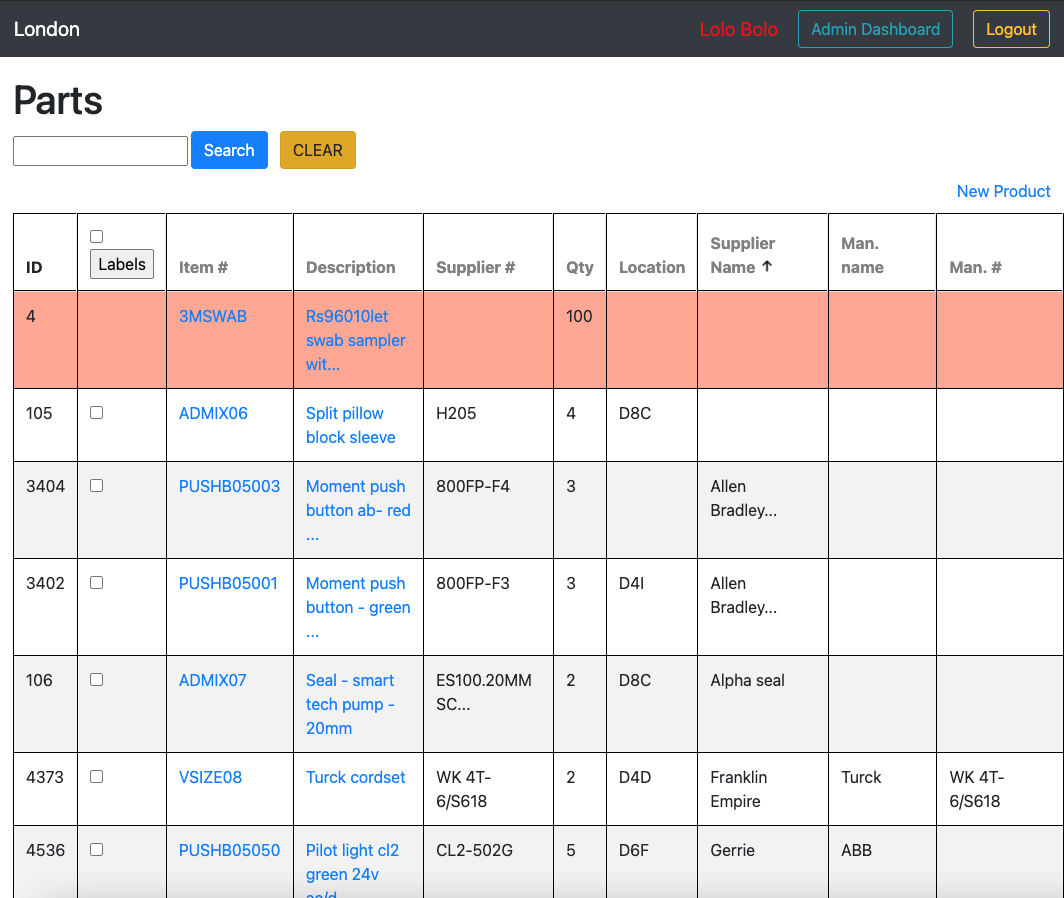 London
Lolo Bolo
Admin Dashboard
Logout
Parts
Search
CLEAR
New Product
ID
Labels
Item #
Description
Supplier #
Qty
Location
Supplier
Name ↑
Man.
name
Man. #
4
3MSWAB
Rs96010let
swab sampler
wit...
100
105
ADMIX06
Split pillow
block sleeve
H205
4
D8C
3404
PUSHB05003
Moment push
button ab- red
...
800FP-F4
3
Allen
Bradley...
3402
PUSHB05001
Moment push
button - green
...
800FP-F3
3
D4I
Allen
Bradley...
106
ADMIX07
Seal - smart
tech pump -
20mm
ES100.20MM
SC...
2
D8C
Alpha seal
4373
VSIZE08
Turck cordset
WK 4T-
6/S618
2
D4D
Franklin
Empire
Turck
WK 4T-
6/S618
4536
PUSHB05050
Pilot light cl2
green 24v
CL2-502G
5
D6F
Gerrie
ABB